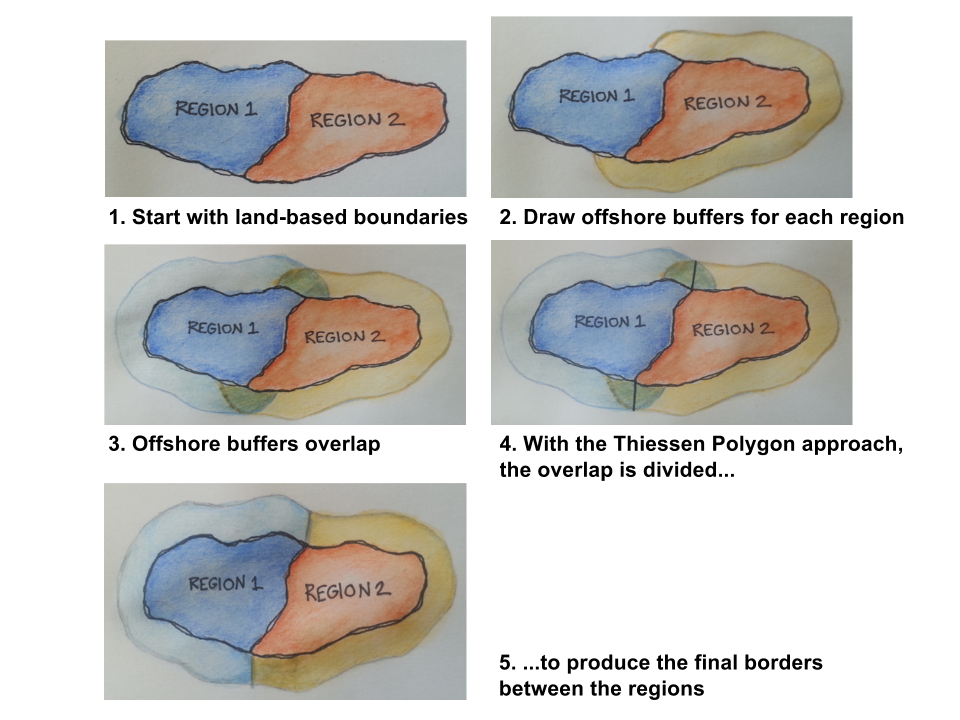 REGION 1
REGION 2
REGION 1
REGION 2
1. Start with land-based boundaries
2. Draw offshore buffers for each region
REGION 1
REGION 2
REGION 1
REGION 2
3. Offshore buffers overlap
4. With the Thiessen Polygon approach,
the overlap is divided...
REGION 1
REGION 2
5. ...to produce the final borders
between the regions